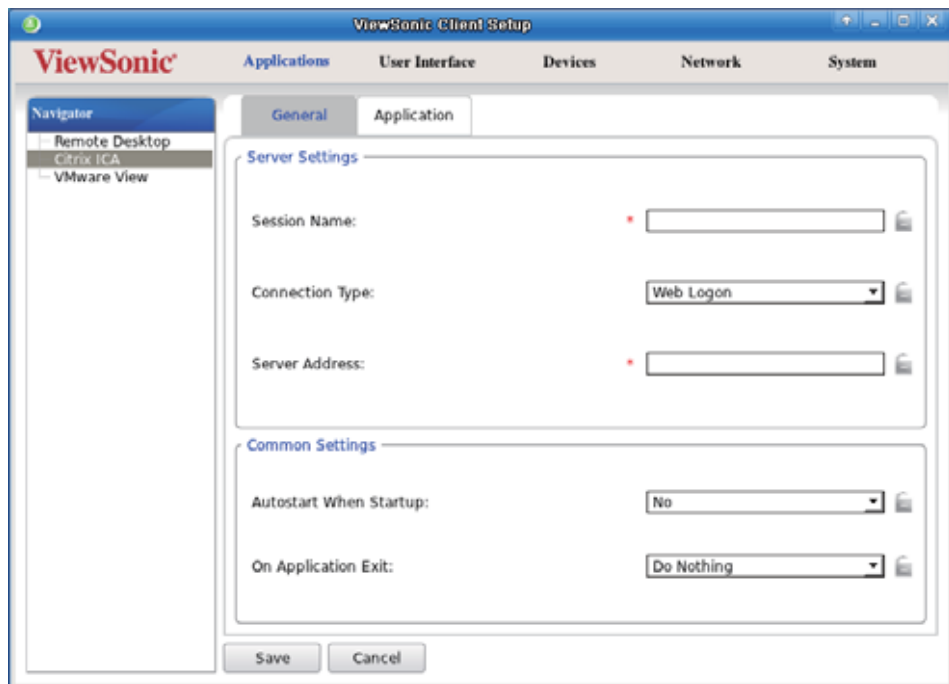 ViewSonic Client Setup
ViewSonic®
Applications User Interface Devices Network System
Navigator
Remote Desktop
Citrix ICA
VMware View
General Application
Server Settings
Session Name: *
Connection Type: Web Logon
Server Address: *
Common Settings
Autostart When Startup: No
On Application Exit: Do Nothing
Save Cancel